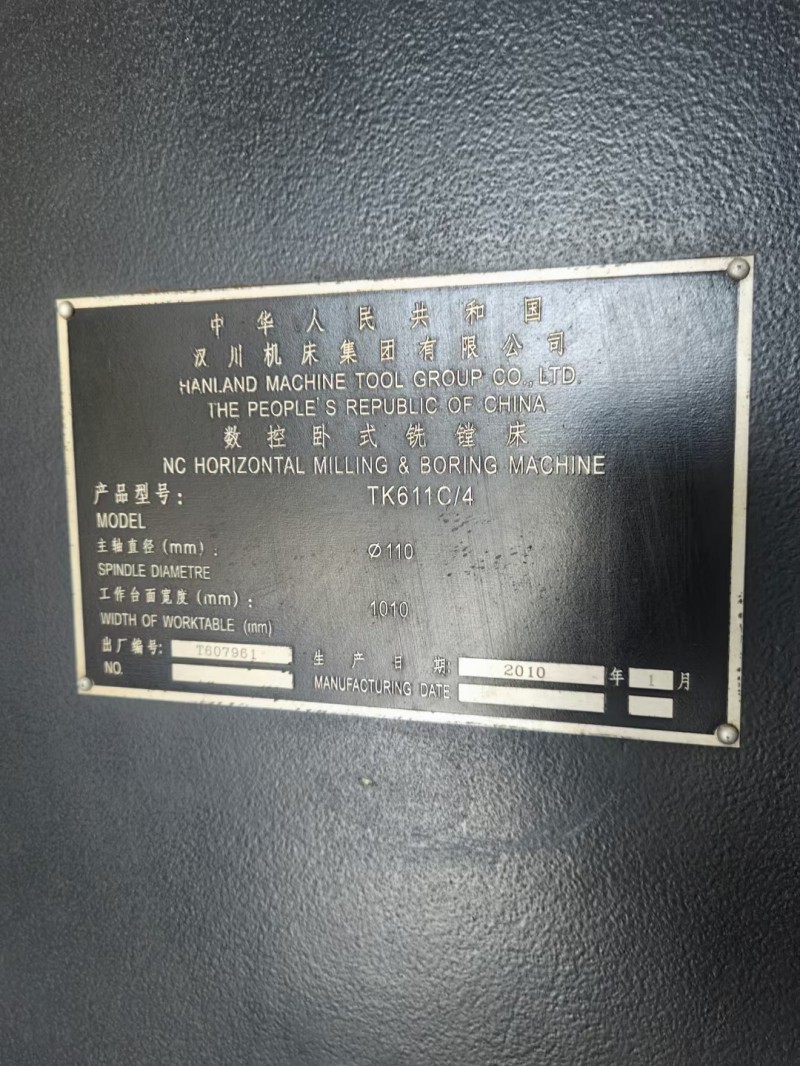 中华人民共和国
汉川机床集团有限公司
HANLAND MACHINE TOOL GROUP CO.,LTD.
THE PEOPLE'S REPUBLIC OF CHINA
数控卧式铣镗床
NC HORIZONTAL MILLING & BORING MACHINE
产品型号: TK611C/4
MODEL
主轴直径(mm): Ø110
SPINDLE DIAMETRE
工作台面宽度(mm): 1010
WIDTH OF WORKTABLE (mm)
出厂编号: T607961 生产日期: 2010 年 1 月
NO. MANUFACTURING DATE